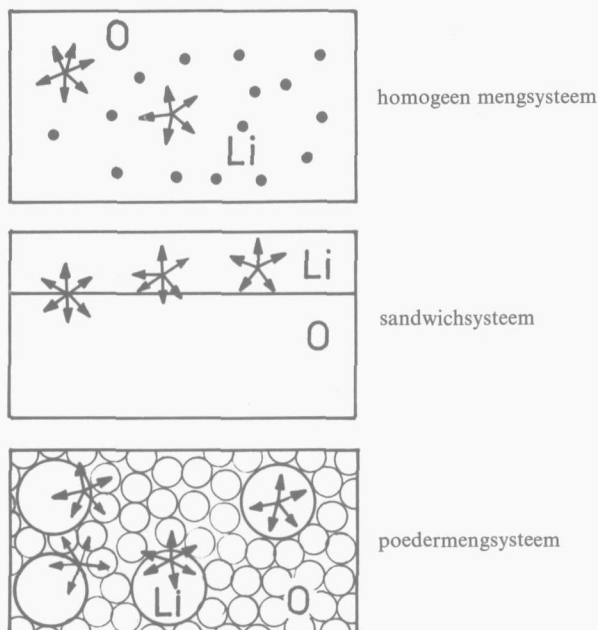 O
homogeen mengsysteem
Li
Li
sandwichsysteem
O
poedermengsysteem
Li
O